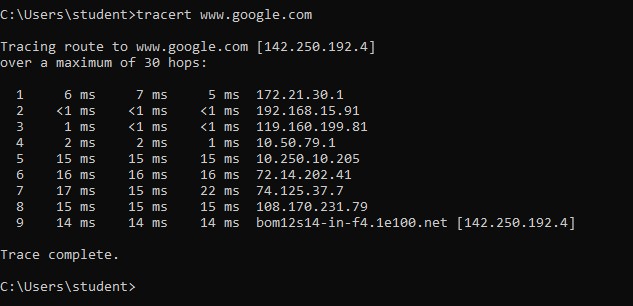 C:\Users\student>tracert www.google.com
Tracing route to www.google.com [142.250.192.4]
over a maximum of 30 hops:
1 6 ms 7 ms 5 ms 172.21.30.1
2 <1 ms <1 ms <1 ms 192.168.15.91
3 1 ms <1 ms <1 ms 119.160.199.81
4 2 ms 2 ms 1 ms 10.50.79.1
5 15 ms 15 ms 15 ms 10.250.10.205
6 16 ms 16 ms 16 ms 72.14.202.41
7 17 ms 15 ms 22 ms 74.125.37.7
8 15 ms 15 ms 15 ms 108.170.231.79
9 14 ms 14 ms 14 ms bom12s14-in-f4.1e100.net [142.250.192.4]
Trace complete.
C:\Users\student>